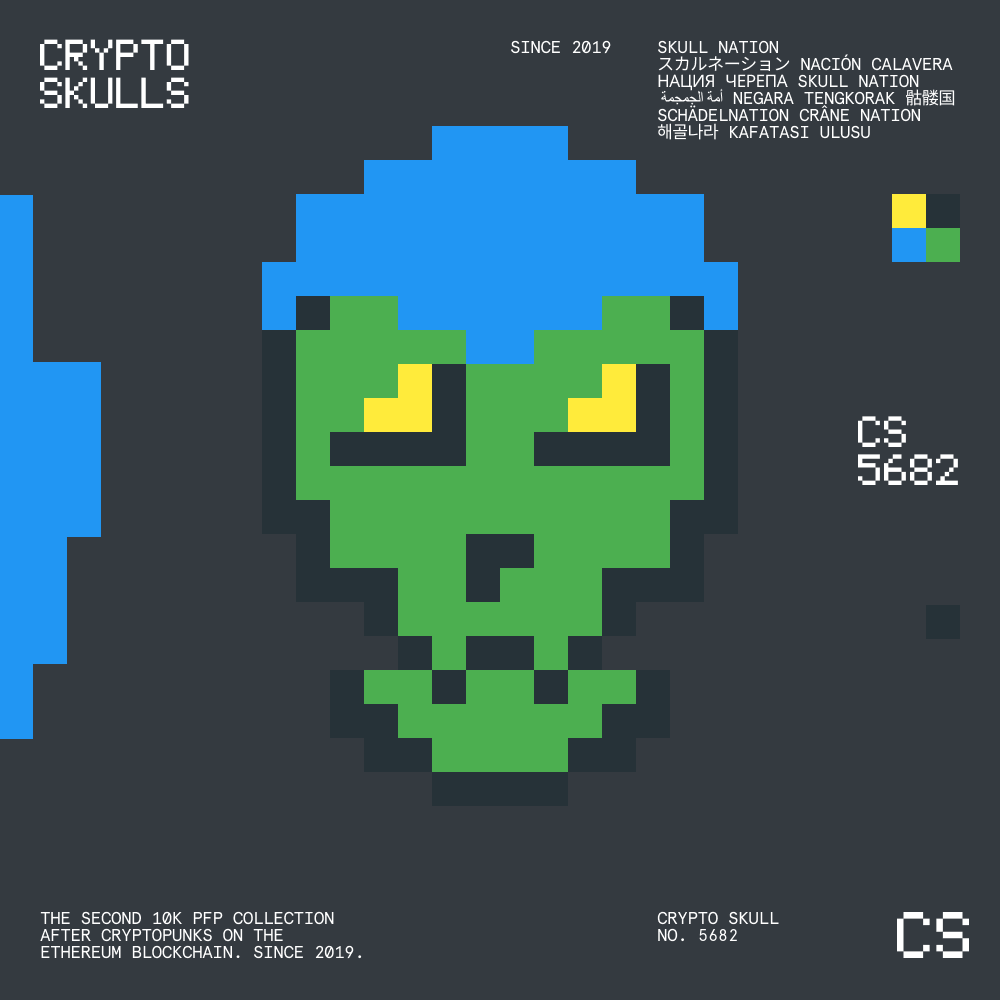 CRYPTO
SKULLS
SINCE 2019
SKULL NATION
スカルネーション NACIÓN CALAVERA
НАЦИЯ ЧЕРЕПА SKULL NATION
أمة الجمجمة NEGARA TENGKORAK 骷髅国
SCHÄDELNATION CRÂNE NATION
해골나라 KAFATASI ULUSU
CS
5682
THE SECOND 10K PFP COLLECTION
AFTER CRYPTOPUNKS ON THE
ETHEREUM BLOCKCHAIN. SINCE 2019.
CRYPTO SKULL
NO. 5682
CS